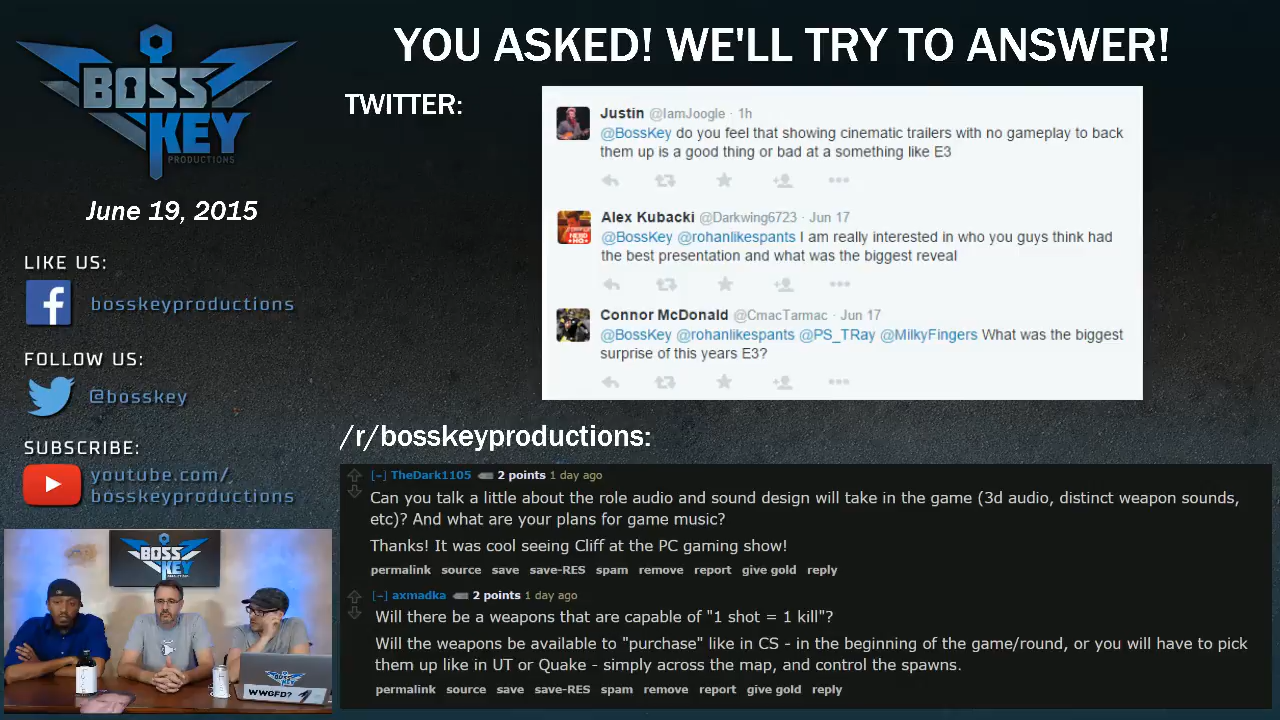 BOSS
KEY
PRODUCTIONS
June 19, 2015
LIKE US:
bosskeyproductions
FOLLOW US:
@bosskey
SUBSCRIBE:
youtube.com/
bosskeyproductions
YOU ASKED! WE'LL TRY TO ANSWER!
TWITTER:
Justin @IamJoogle · 1h
@BossKey do you feel that showing cinematic trailers with no gameplay to back
them up is a good thing or bad at a something like E3
Alex Kubacki @Darkwing6723 · Jun 17
@BossKey @rohanlikespants I am really interested in who you guys think had
the best presentation and what was the biggest reveal
Connor McDonald @CmacTarmac · Jun 17
@BossKey @rohanlikespants @PS_TRay @MilkyFingers What was the biggest
surprise of this years E3?
/r/bosskeyproductions:
[–] TheDark1105 2 points 1 day ago
Can you talk a little about the role audio and sound design will take in the game (3d audio, distinct weapon sounds,
etc)? And what are your plans for game music?
Thanks! It was cool seeing Cliff at the PC gaming show!
permalink source save save-RES spam remove report give gold reply
[–] axmadka 2 points 1 day ago
Will there be a weapons that are capable of "1 shot = 1 kill"?
Will the weapons be available to "purchase" like in CS - in the beginning of the game/round, or you will have to pick
them up like in UT or Quake - simply across the map, and control the spawns.
permalink source save save-RES spam remove report give gold reply
BOSS
KEY
WWGFD?